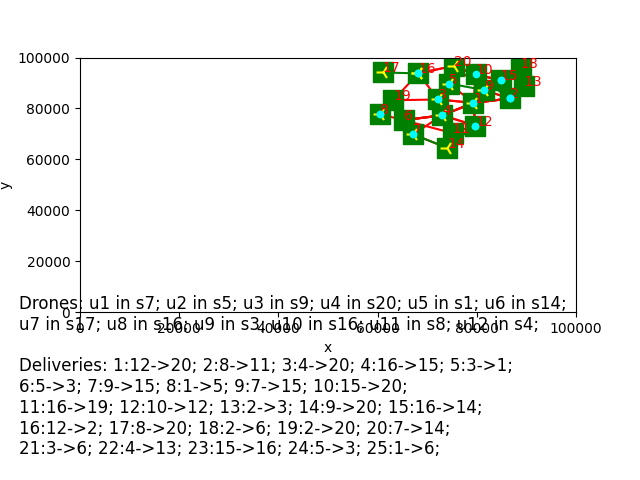 100000
80000
60000
40000
20000
0
y
0 20000 40000 60000 80000 100000
x
20
19
12
Drones: u1 in s7; u2 in s5; u3 in s9; u4 in s20; u5 in s1; u6 in s14;
u7 in s17; u8 in s16; u9 in s3; u10 in s16; u11 in s8; u12 in s4;
Deliveries: 1:12->20; 2:8->11; 3:4->20; 4:16->15; 5:3->1;
6:5->3; 7:9->15; 8:1->5; 9:7->15; 10:15->20;
11:16->19; 12:10->12; 13:2->3; 14:9->20; 15:16->14;
16:12->2; 17:8->20; 18:2->6; 19:2->20; 20:7->14;
21:3->6; 22:4->13; 23:15->16; 24:5->3; 25:1->6;